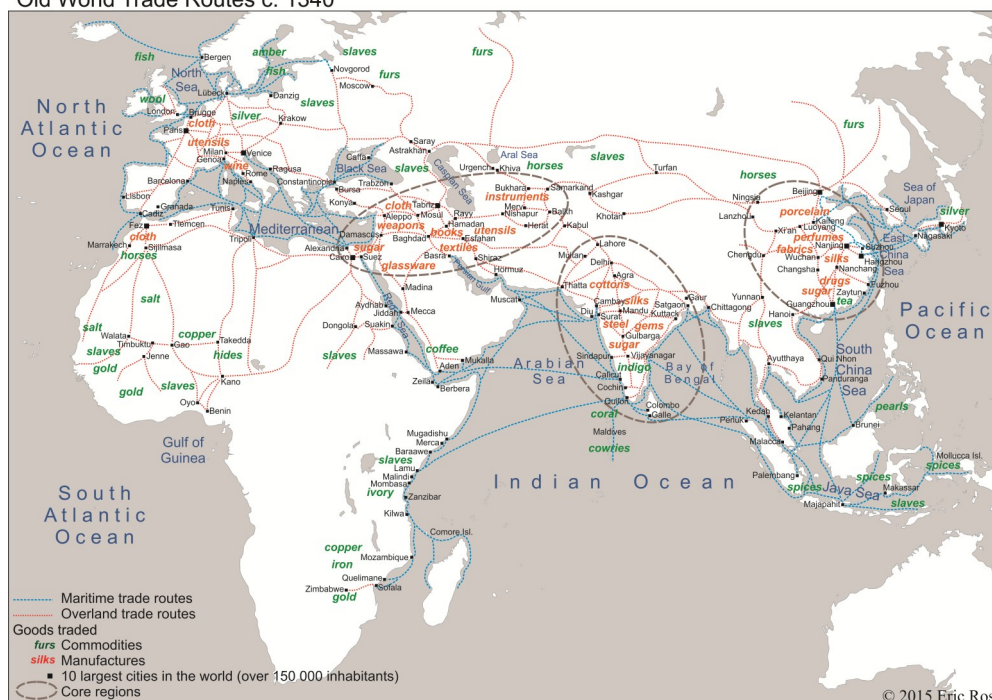 Old World Trade Routes c. 1340
fish
Bergen
amber
slaves
furs
North
Sea
fish
Novgorod
furs
Moscow
Lübeck
wool
Danzig
slaves
London
Brugge
cloth
silver
Krakow
Paris
utensils
North
Atlantic
Ocean
Milan
Venice
Genoa
wine
Ragusa
Rome
Barcelona
Naples
Constantinople
Lisbon
Granada
Cadiz
Tunis
Fez
Tlemcen
Mediterranean
Tripoli
cloth
Marrakech
Sijilmasa
horses
Saray
Astrakhan
Caffa
Black Sea
slaves
Caspian Sea
Trabzon
Bursa
Konya
Urgench
Aral Sea
Khiva
horses
slaves
Turfan
horses
furs
Bukhara
Samarkand
instruments
Kashgar
cloth
Tabriz
Merv
Aleppo
Mosul
Rayy
Nishapur
Balkh
Khotan
weapons
Hamadan
utensils
Damascus
books
Herat
Kabul
Baghdad
Esfahan
Alexandria
sugar
textiles
Cairo
Suez
Basra
Shiraz
glassware
Hormuz
Lahore
Multan
Delhi
Agra
Thatta
cottons
Muscat
Cambay
silks
Gaur
Satgaon
Diu
Mandu
Surat
Kuttack
Chittagong
steel
gems
Gulbarga
sugar
Sindapur
Vijayanagar
indigo
Calicut
Cochin
Quilon
Colombo
Galle
coral
Maldives
cowries
Arabian
Sea
Bay of
Bengal
Beijing
Ningsia
Lanzhou
porcelain
Kaifeng
Xi'an
Luoyang
perfumes
Nanjing
fabrics
Suzhou
Chengdu
Wuchan
silks
Hangzhou
Changsha
Nanchang
drugs
Fuzhou
sugar
Zaytun
Yunnan
Guangzhou
tea
Hanoi
slaves
Sea of
Japan
silver
Seoul
Kyoto
Nagasaki
East
China
Sea
Pacific
Ocean
Ayutthaya
Qui Nhon
South
China
Sea
Panduranga
pearls
Kedah
Kelantan
Perluk
Pahang
Brunei
Malacca
Mollucca Isl.
spices
spices
Palembang
spices
Java Sea
Makassar
Majapahit
slaves
Madina
Red Sea
Aydhab
Jiddah
Mecca
Dongola
Suakin
slaves
Massawa
coffee
Mukalla
Aden
Zeila
Berbera
salt
salt
Walata
copper
Timbuktu
Takedda
slaves
Gao
Jenne
hides
gold
Kano
gold
slaves
Oyo
Benin
Gulf of
Guinea
South
Atlantic
Ocean
Mugadishu
Merca
Baraawe
slaves
Lamu
Malindi
Mombasa
ivory
Zanzibar
Kilwa
Indian Ocean
Comore Isl.
copper
Mozambique
iron
Quelimane
Zimbabwe
Sofala
gold
Maritime trade routes
Overland trade routes
Goods traded
furs Commodities
silks Manufactures
10 largest cities in the world (over 150 000 inhabitants)
Core regions
© 2015 Eric Ros